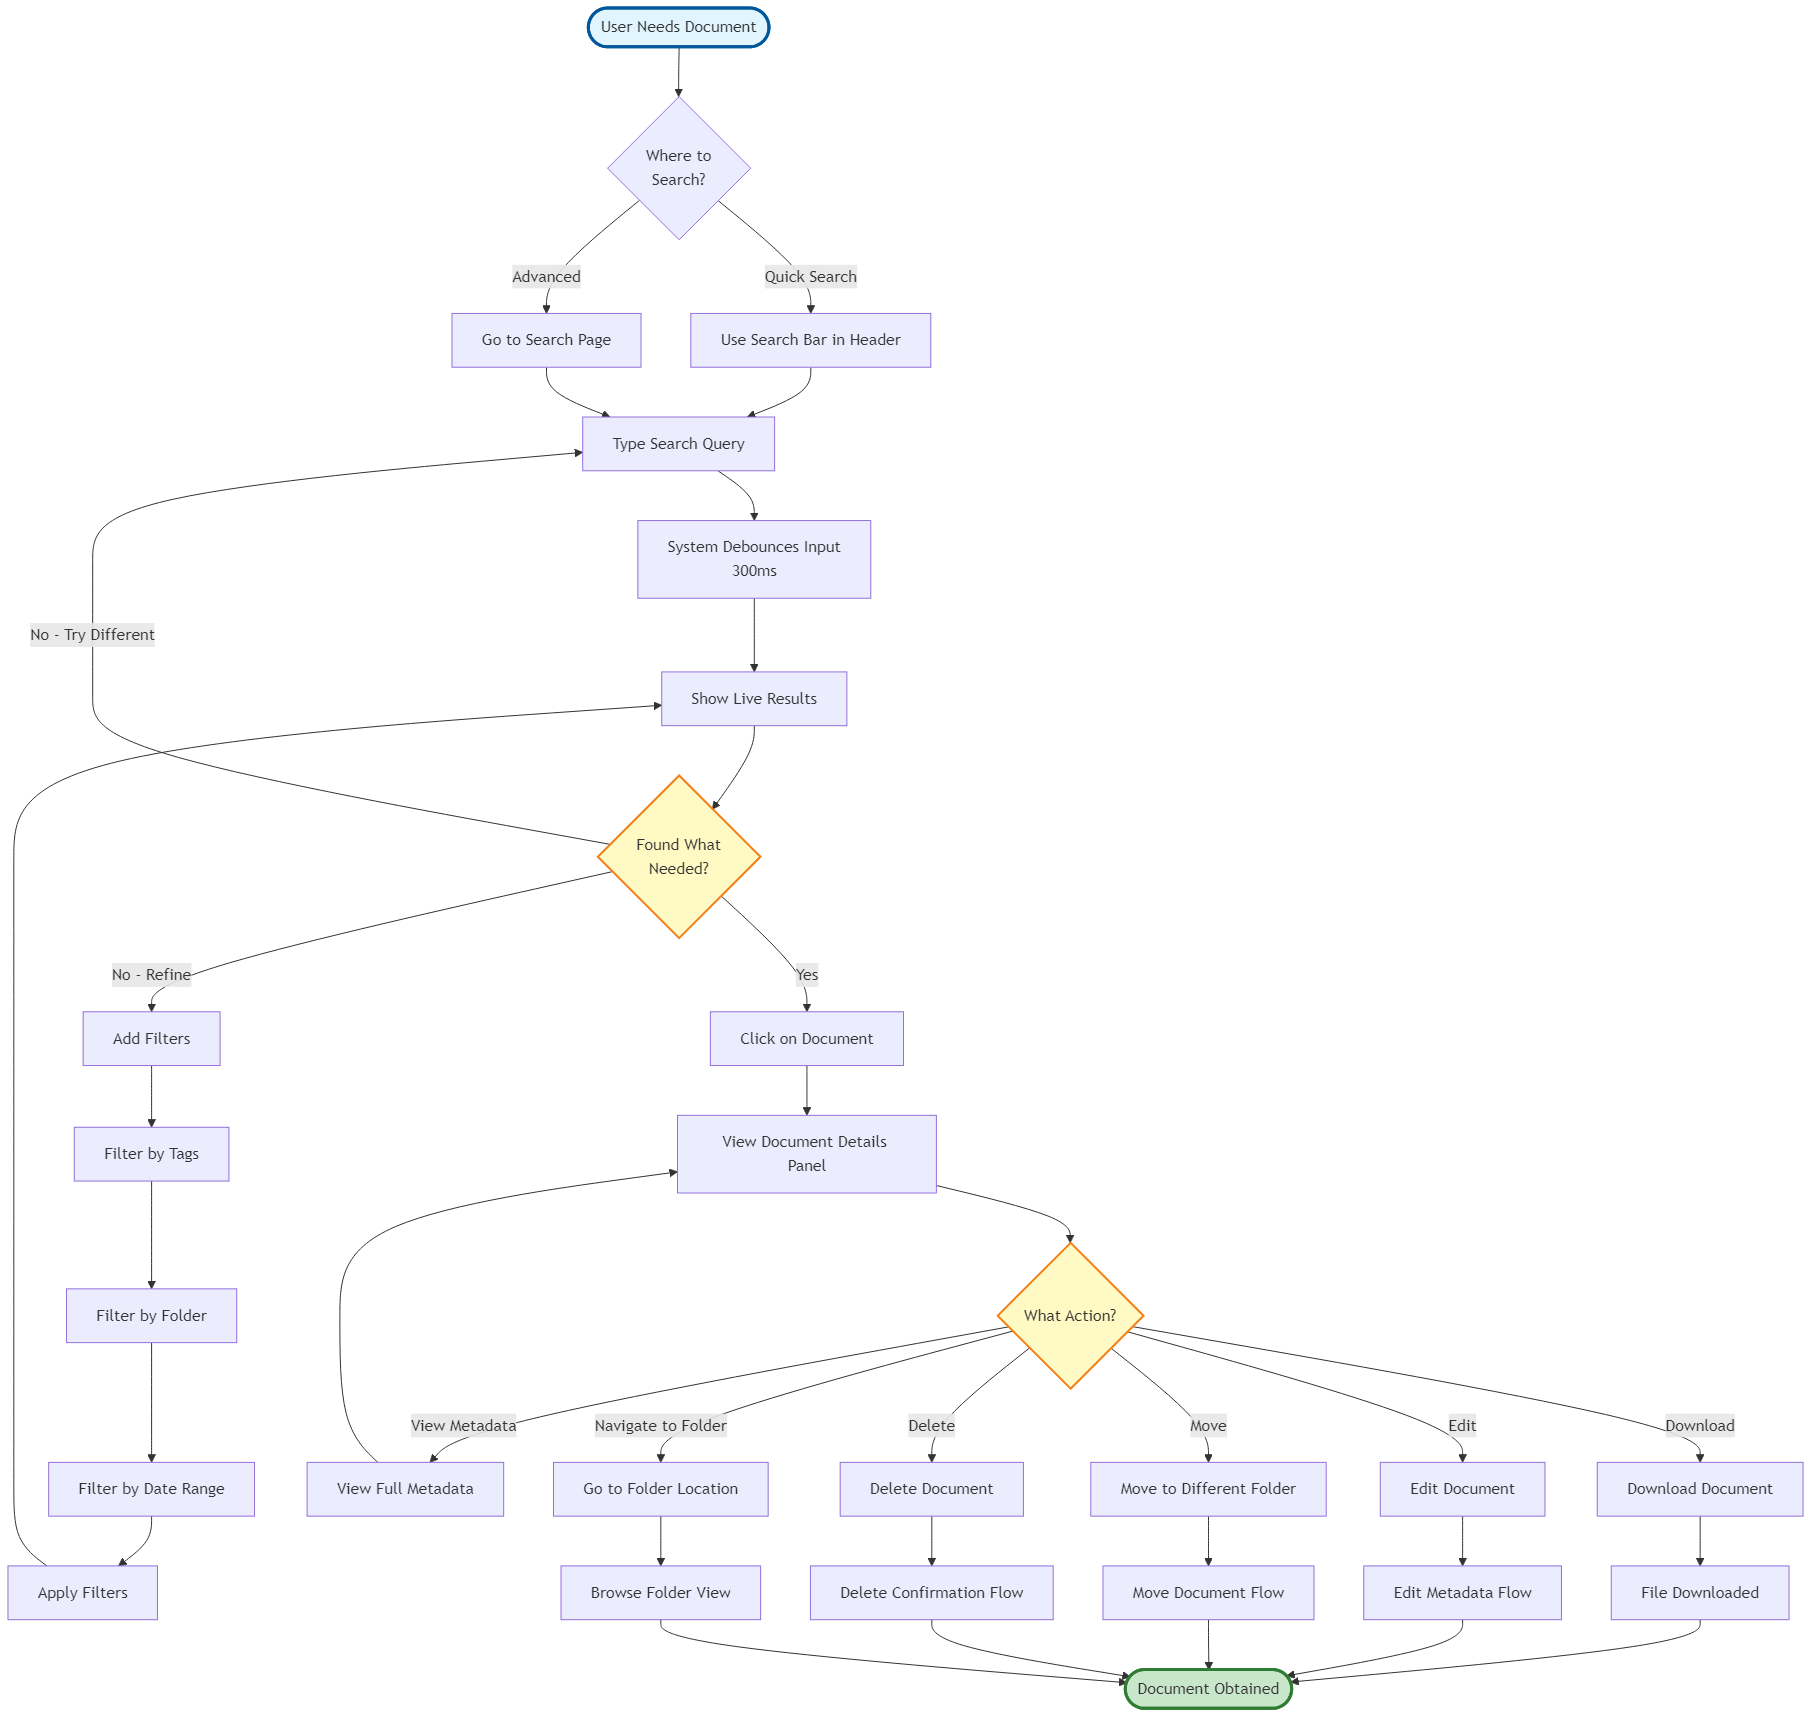 User Needs Document
Where to
Search?
Advanced
Quick Search
Go to Search Page
Use Search Bar in Header
Type Search Query
System Debounces Input
300ms
No - Try Different
Show Live Results
Found What
Needed?
No - Refine
Yes
Add Filters
Click on Document
Filter by Tags
View Document Details
Panel
Filter by Folder
What Action?
View Metadata
Navigate to Folder
Delete
Move
Edit
Download
Filter by Date Range
View Full Metadata
Go to Folder Location
Delete Document
Move to Different Folder
Edit Document
Download Document
Apply Filters
Browse Folder View
Delete Confirmation Flow
Move Document Flow
Edit Metadata Flow
File Downloaded
Document Obtained